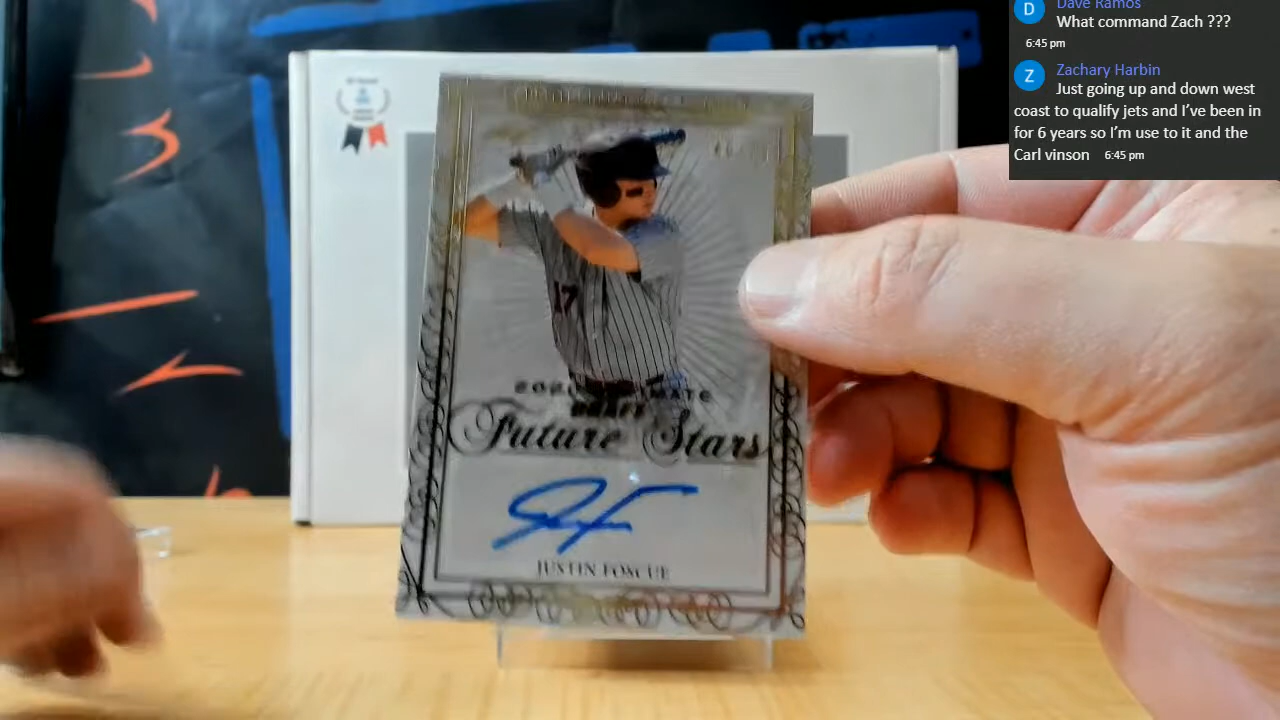 Dave Ramos
What command Zach ???
6:45 pm
Zachary Harbin
Just going up and down west
coast to qualify jets and I've been in
for 6 years so I'm use to it and the
Carl vinson 6:45 pm
17
DRAFT
Future Stars
JUSTIN FOSCUE
D
Z